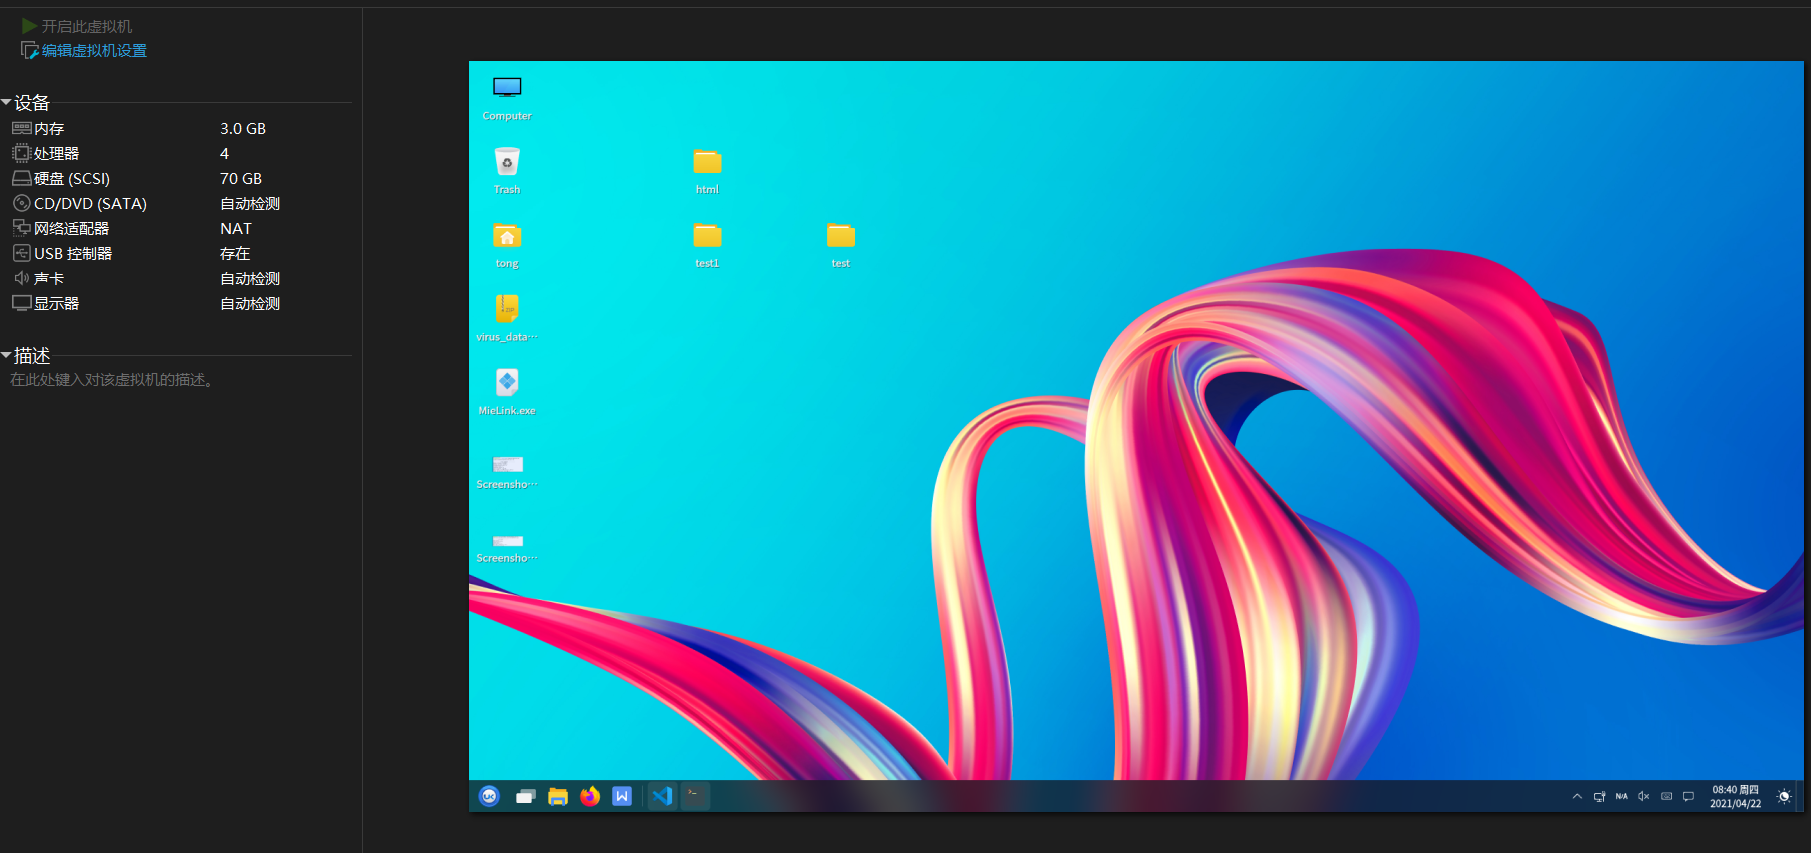 开启此虚拟机
编辑虚拟机设置
设备
内存 3.0 GB
处理器 4
硬盘 (SCSI) 70 GB
CD/DVD (SATA) 自动检测
网络适配器 NAT
USB 控制器 存在
声卡 自动检测
显示器 自动检测
描述
在此处键入对该虚拟机的描述。
Computer
Trash
html
tong
test1
test
ZIP
virus_data···
MieLink.exe
Screensho···
Screensho···
UK
W
N/A
08:40 周四
2021/04/22